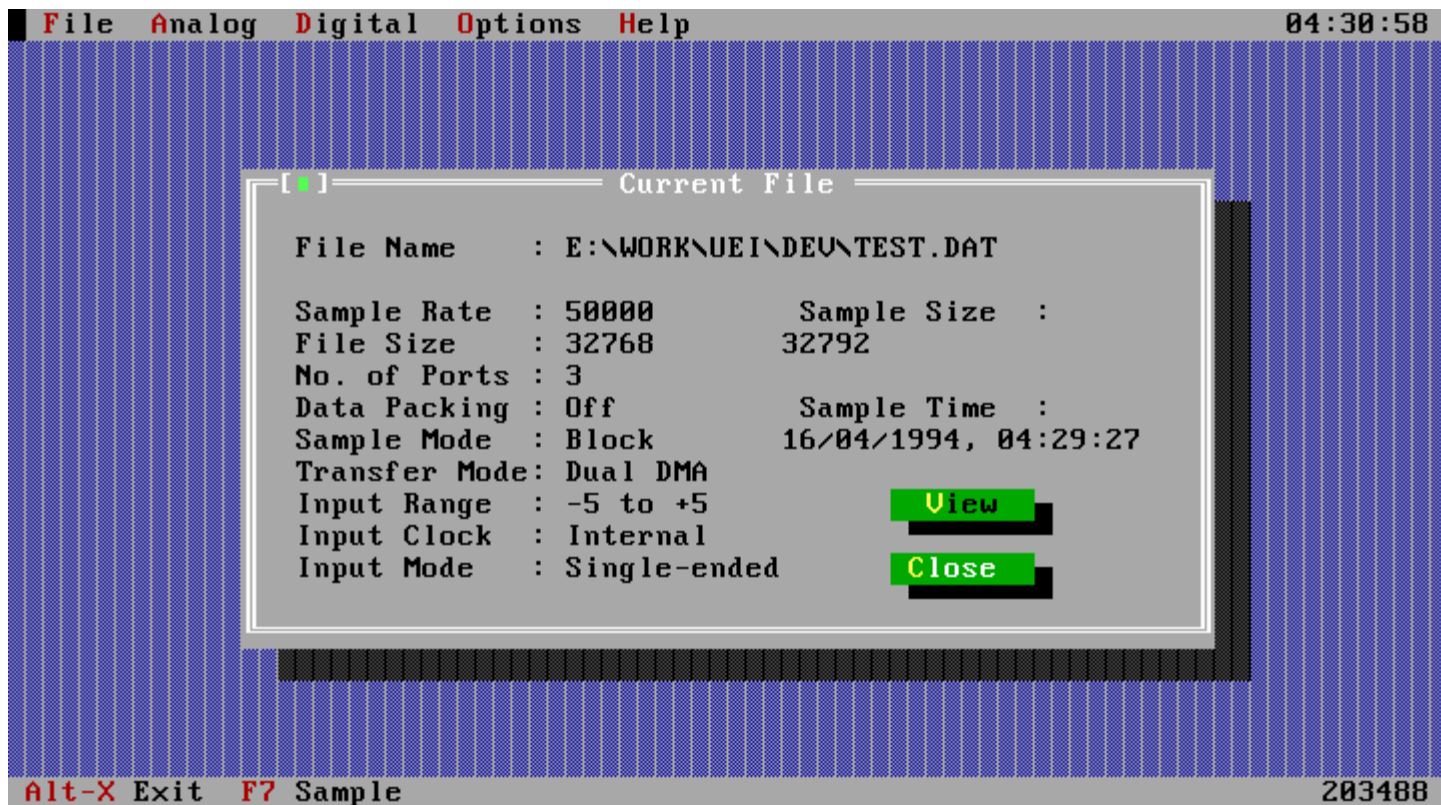 File Analog Digital Options Help 04:30:58
[■] Current File
File Name : E:\WORK\UEI\DEV\TEST.DAT
Sample Rate : 50000 Sample Size :
File Size : 32768 32792
No. of Ports : 3
Data Packing : Off Sample Time :
Sample Mode : Block 16/04/1994, 04:29:27
Transfer Mode: Dual DMA
Input Range : -5 to +5 View
Input Clock : Internal
Input Mode : Single-ended Close
Alt-X Exit F7 Sample 203488